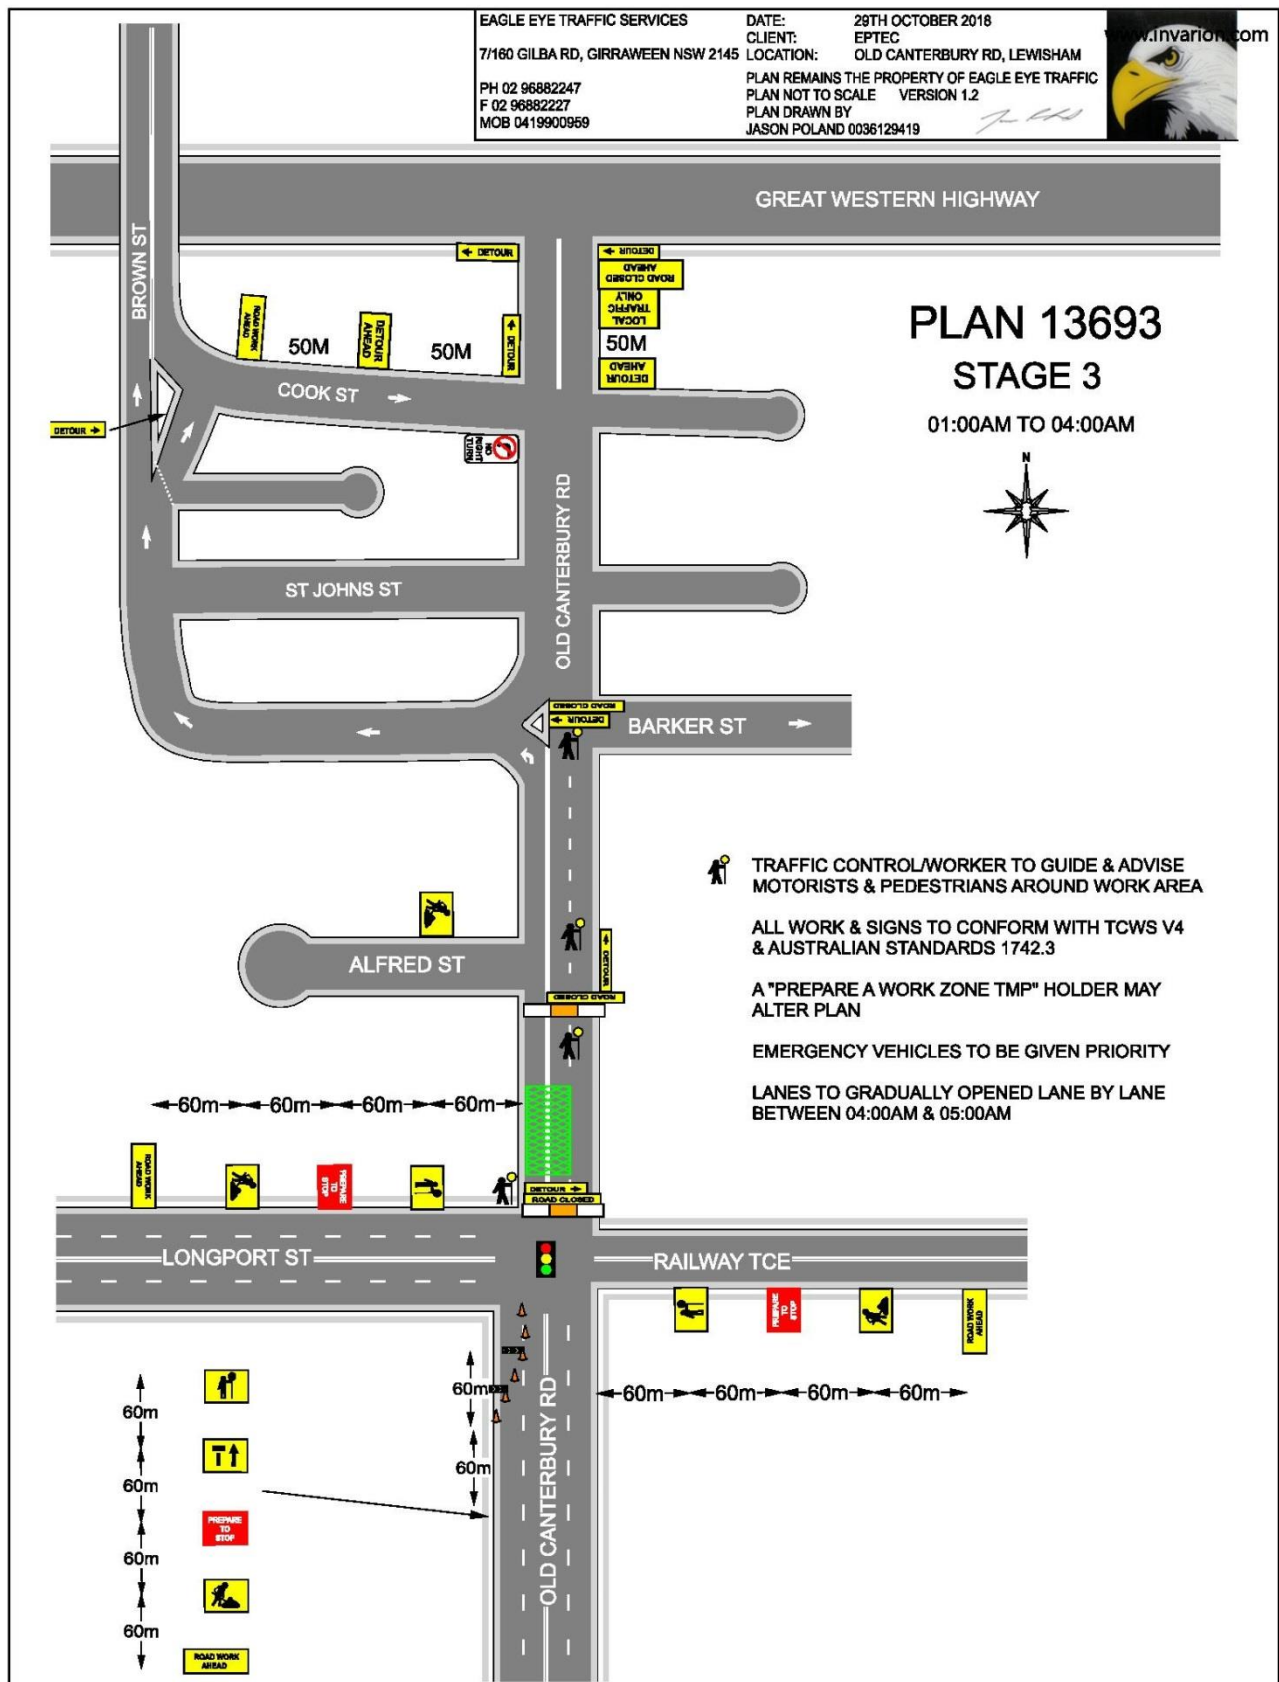 EAGLE EYE TRAFFIC SERVICES
7/160 GILBA RD, GIRRAWEEN NSW 2145
PH 02 96882247
F 02 96882227
MOB 0419900959
DATE: 29TH OCTOBER 2018
CLIENT: EPTEC
LOCATION: OLD CANTERBURY RD, LEWISHAM
PLAN REMAINS THE PROPERTY OF EAGLE EYE TRAFFIC
PLAN NOT TO SCALE VERSION 1.2
PLAN DRAWN BY
JASON POLAND 0036129419
www.invarion.com
GREAT WESTERN HIGHWAY
BROWN ST
← DETOUR
← DETOUR
ROAD CLOSED
AHEAD
LOCAL
TRAFFIC
ONLY
50M
DETOUR
AHEAD
ROAD WORK
AHEAD
50M
DETOUR
AHEAD
50M
← DETOUR
PLAN 13693
STAGE 3
01:00AM TO 04:00AM
N
COOK ST
DETOUR →
NO
RIGHT
TURN
OLD CANTERBURY RD
ST JOHNS ST
ROAD CLOSED
← DETOUR
BARKER ST
TRAFFIC CONTROL/WORKER TO GUIDE & ADVISE
MOTORISTS & PEDESTRIANS AROUND WORK AREA
ALL WORK & SIGNS TO CONFORM WITH TCWS V4
& AUSTRALIAN STANDARDS 1742.3
A "PREPARE A WORK ZONE TMP" HOLDER MAY
ALTER PLAN
EMERGENCY VEHICLES TO BE GIVEN PRIORITY
LANES TO GRADUALLY OPENED LANE BY LANE
BETWEEN 04:00AM & 05:00AM
ALFRED ST
← DETOUR
ROAD CLOSED
60m 60m 60m 60m
ROAD WORK
AHEAD
PREPARE
TO
STOP
DETOUR →
ROAD CLOSED
LONGPORT ST
RAILWAY TCE
PREPARE
TO
STOP
ROAD WORK
AHEAD
60m 60m 60m 60m
60m
60m
OLD CANTERBURY RD
60m
T
60m
PREPARE
TO
STOP
60m
60m
ROAD WORK
AHEAD